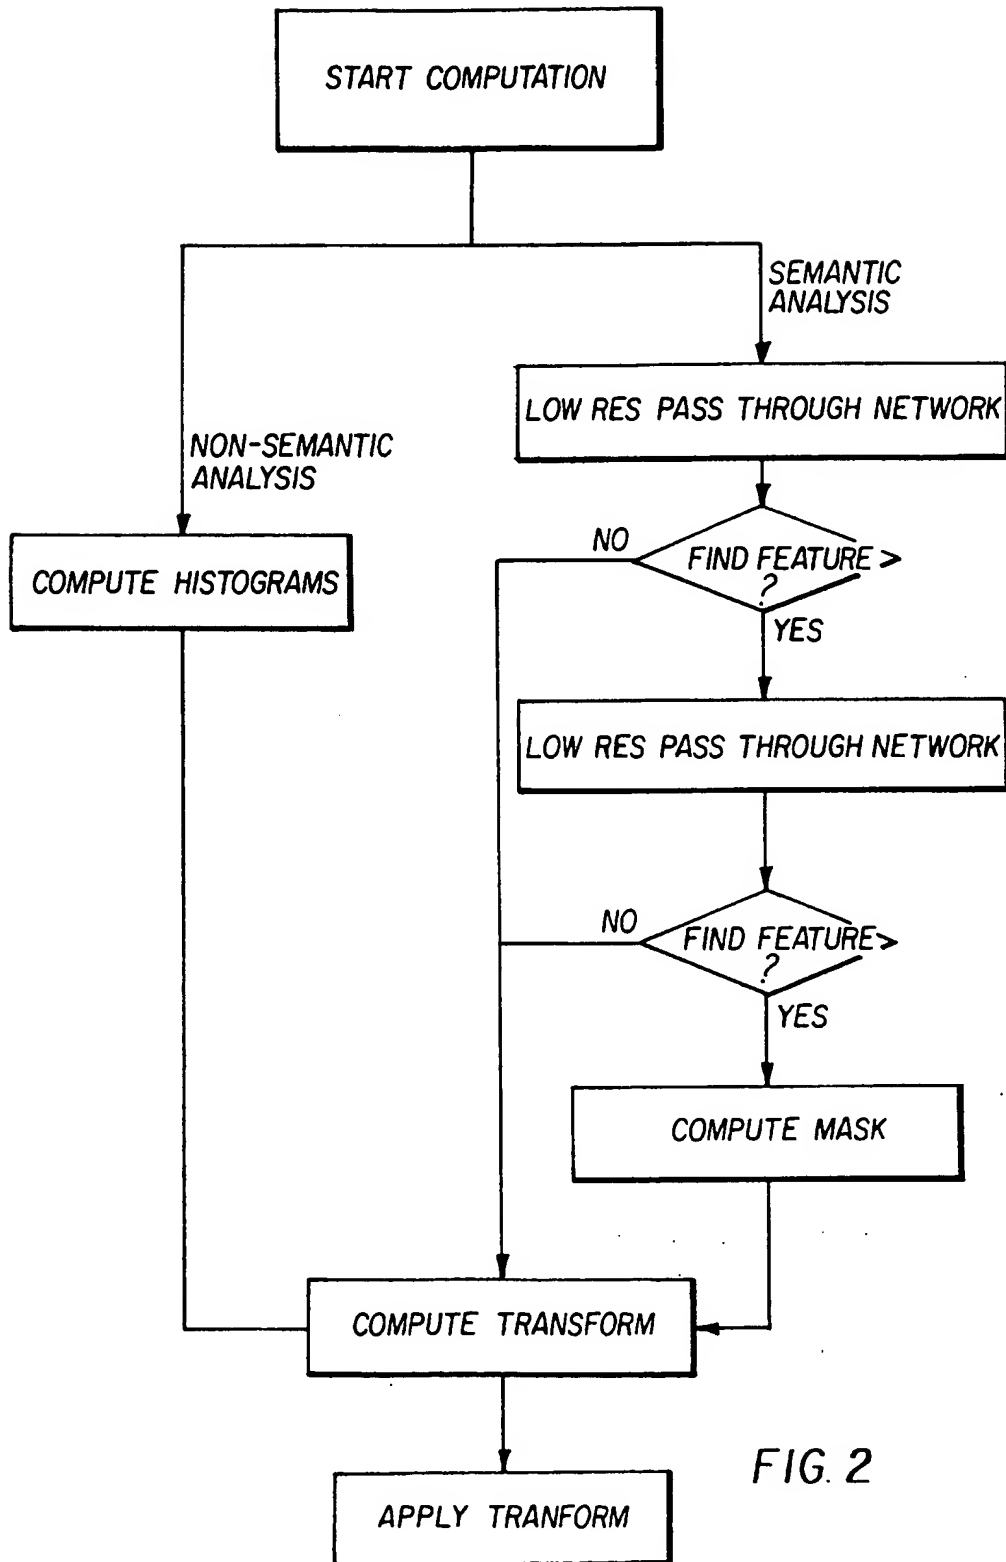 START COMPUTATION
SEMANTIC
ANALYSIS
LOW RES PASS THROUGH NETWORK
NON-SEMANTIC
ANALYSIS
COMPUTE HISTOGRAMS
NO
FIND FEATURE
?
YES
LOW RES PASS THROUGH NETWORK
NO
FIND FEATURE
?
YES
COMPUTE MASK
COMPUTE TRANSFORM
FIG. 2
APPLY TRANFORM